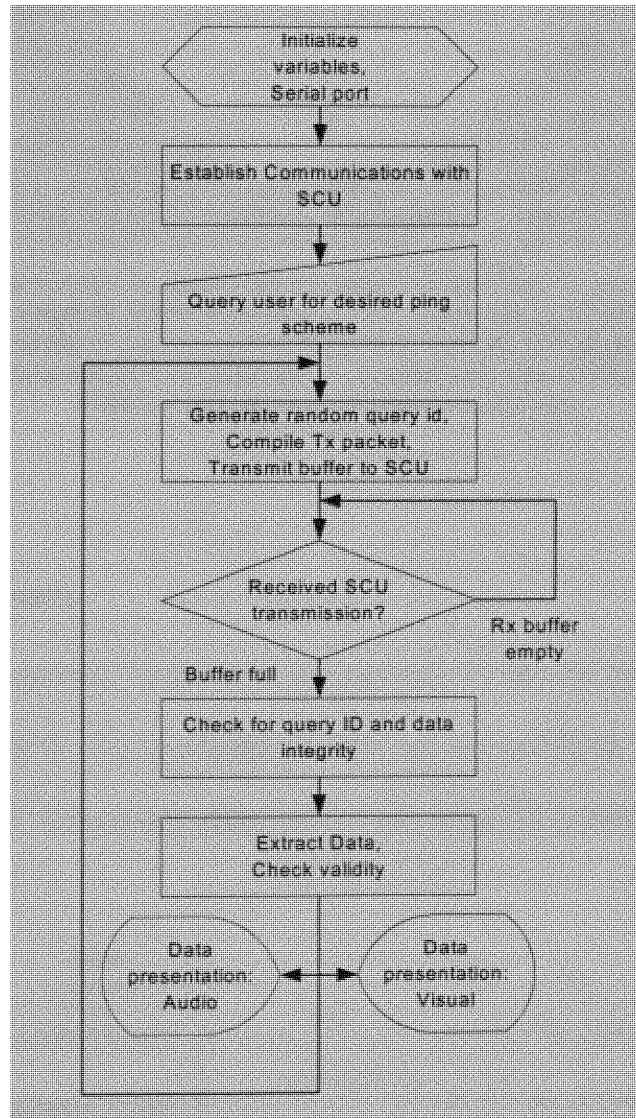 Initialize
variables,
Serial port
Establish Communications with
SCU
Query user for desired ping
scheme
Generate random query id,
Compile Tx packet,
Transmit buffer to SCU
Received SCU
transmission?
Rx buffer
empty
Buffer full
Check for query ID and data
integrity
Extract Data,
Check validity
Data
presentation:
Audio
Data
presentation:
Visual